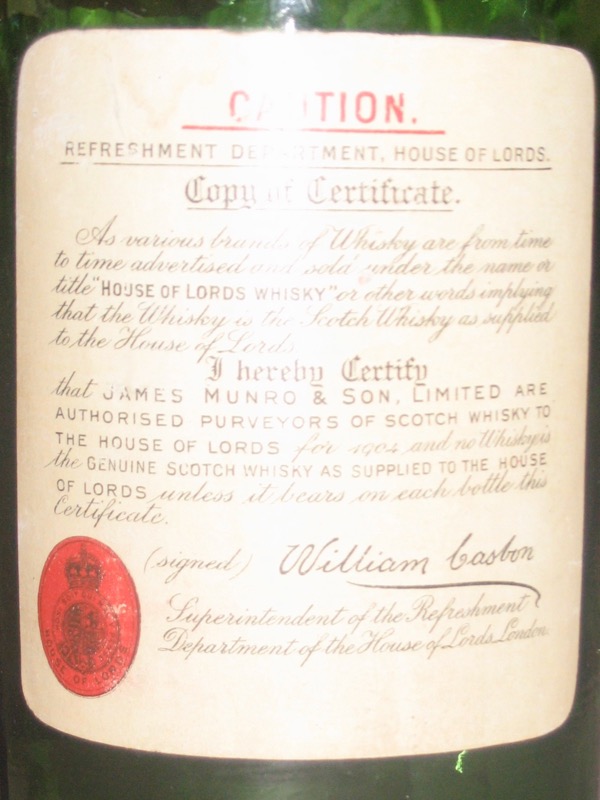 CAUTION.
REFRESHMENT DEPARTMENT, HOUSE OF LORDS.
Copy of Certificate.
As various brands of Whisky are from time
to time advertised and sold under the name or
title "HOUSE OF LORDS WHISKY" or other words implying
that the Whisky is the Scotch Whisky as supplied
to the House of Lords
I hereby Certify
that JAMES MUNRO & SON, LIMITED ARE
AUTHORISED PURVEYORS OF SCOTCH WHISKY TO
THE HOUSE OF LORDS for 1904 and no Whisky is
the GENUINE SCOTCH WHISKY AS SUPPLIED TO THE HOUSE
OF LORDS unless it bears on each bottle this
Certificate.
(signed) William Casbon
Superintendent of the Refreshment
Department of the House of Lords London.
HOUSE OF LORDS